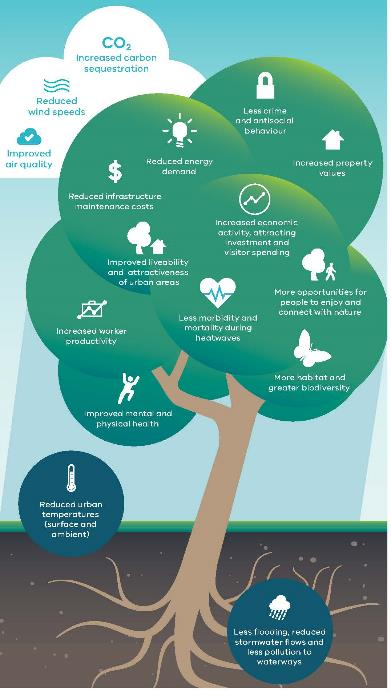 CO₂
Increased carbon
sequestration
Reduced
wind speeds
Improved
air quality
Less crime
and antisocial
behaviour
Increased property
values
Reduced energy
demand
$
Reduced infrastructure
maintenance costs
Increased economic
activity, attracting
investment and
visitor spending
Improved liveability
and attractiveness
of urban areas
More opportunities for
people to enjoy and
connect with nature
Less morbidity and
mortality during
heatwaves
Increased worker
productivity
More habitat and
greater biodiversity
Improved mental and
physical health
Reduced urban
temperatures
(surface and
ambient)
Less flooding, reduced
stormwater flows and
less pollution to
waterways